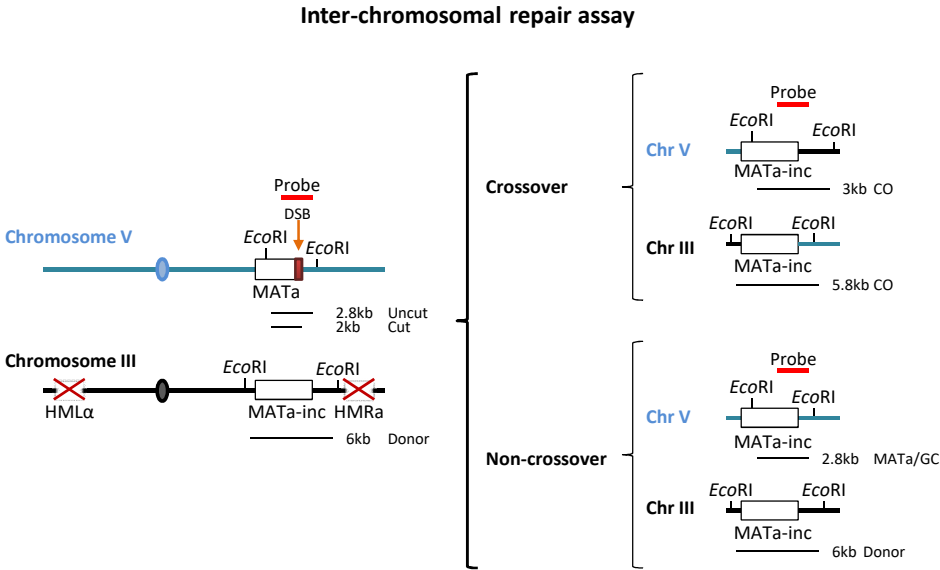 Inter-chromosomal repair assay
Probe
DSB
EcoRI
EcoRI
Chromosome V
MATa
2.8kb Uncut
2kb Cut
Chromosome III
EcoRI
EcoRI
HMLα
MATa-inc
HMRa
6kb Donor
Crossover
Probe
EcoRI
EcoRI
Chr V
MATa-inc
3kb CO
EcoRI
EcoRI
Chr III
MATa-inc
5.8kb CO
Non-crossover
Probe
EcoRI
EcoRI
Chr V
MATa-inc
2.8kb MATa/GC
EcoRI
EcoRI
Chr III
MATa-inc
6kb Donor